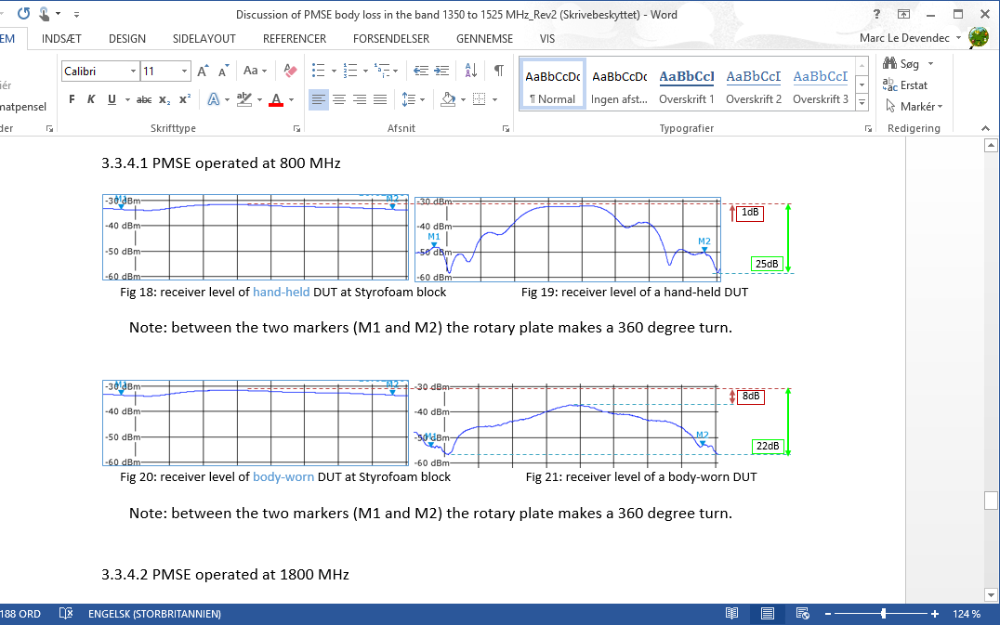 Discussion of PMSE body loss in the band 1350 to 1525 MHz_Rev2 (Skrivebeskyttet) - Word
?
EM INDSÆT DESIGN SIDELAYOUT REFERENCER FORSENDELSER GENNEMSE VIS
Marc Le Devendec
Calibri 11 Aa
iér
F K U abc x₂ x² A ab A
matpensel
der Skrifttype Afsnit Typografier Redigering
AaBbCcDc AaBbCcDc AaBbCcI AaBbCcI AaBbCcI
¶ Normal Ingen afst... Overskrift 1 Overskrift 2 Overskrift 3
Søg
Erstat
Markér
3.3.4.1 PMSE operated at 800 MHz
-30 dBm M1 M2
-40 dBm
-50 dBm
-60 dBm
-30 dBm
-40 dBm
M1 M2
-50 dBm
-60 dBm
1dB
25dB
Fig 18: receiver level of hand-held DUT at Styrofoam block
Fig 19: receiver level of a hand-held DUT
Note: between the two markers (M1 and M2) the rotary plate makes a 360 degree turn.
-30 dBm M1 M2
-40 dBm
-50 dBm
-60 dBm
-30 dBm
-40 dBm
-50 dBm M1 M2
-60 dBm
8dB
22dB
Fig 20: receiver level of body-worn DUT at Styrofoam block
Fig 21: receiver level of a body-worn DUT
Note: between the two markers (M1 and M2) the rotary plate makes a 360 degree turn.
3.3.4.2 PMSE operated at 1800 MHz
188 ORD ENGELSK (STORBRITANNIEN) 124 %